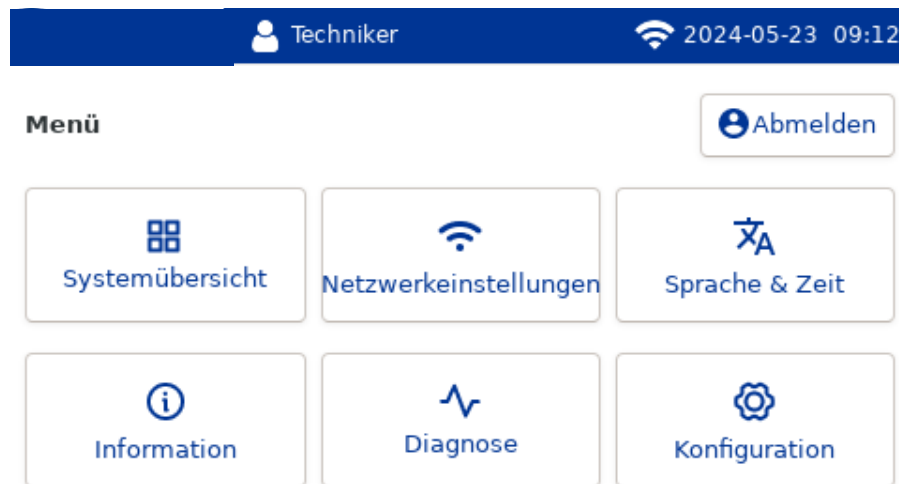 Techniker 2024-05-23 09:12
Menü Abmelden
Systemübersicht Netzwerkeinstellungen Sprache & Zeit
Information Diagnose Konfiguration